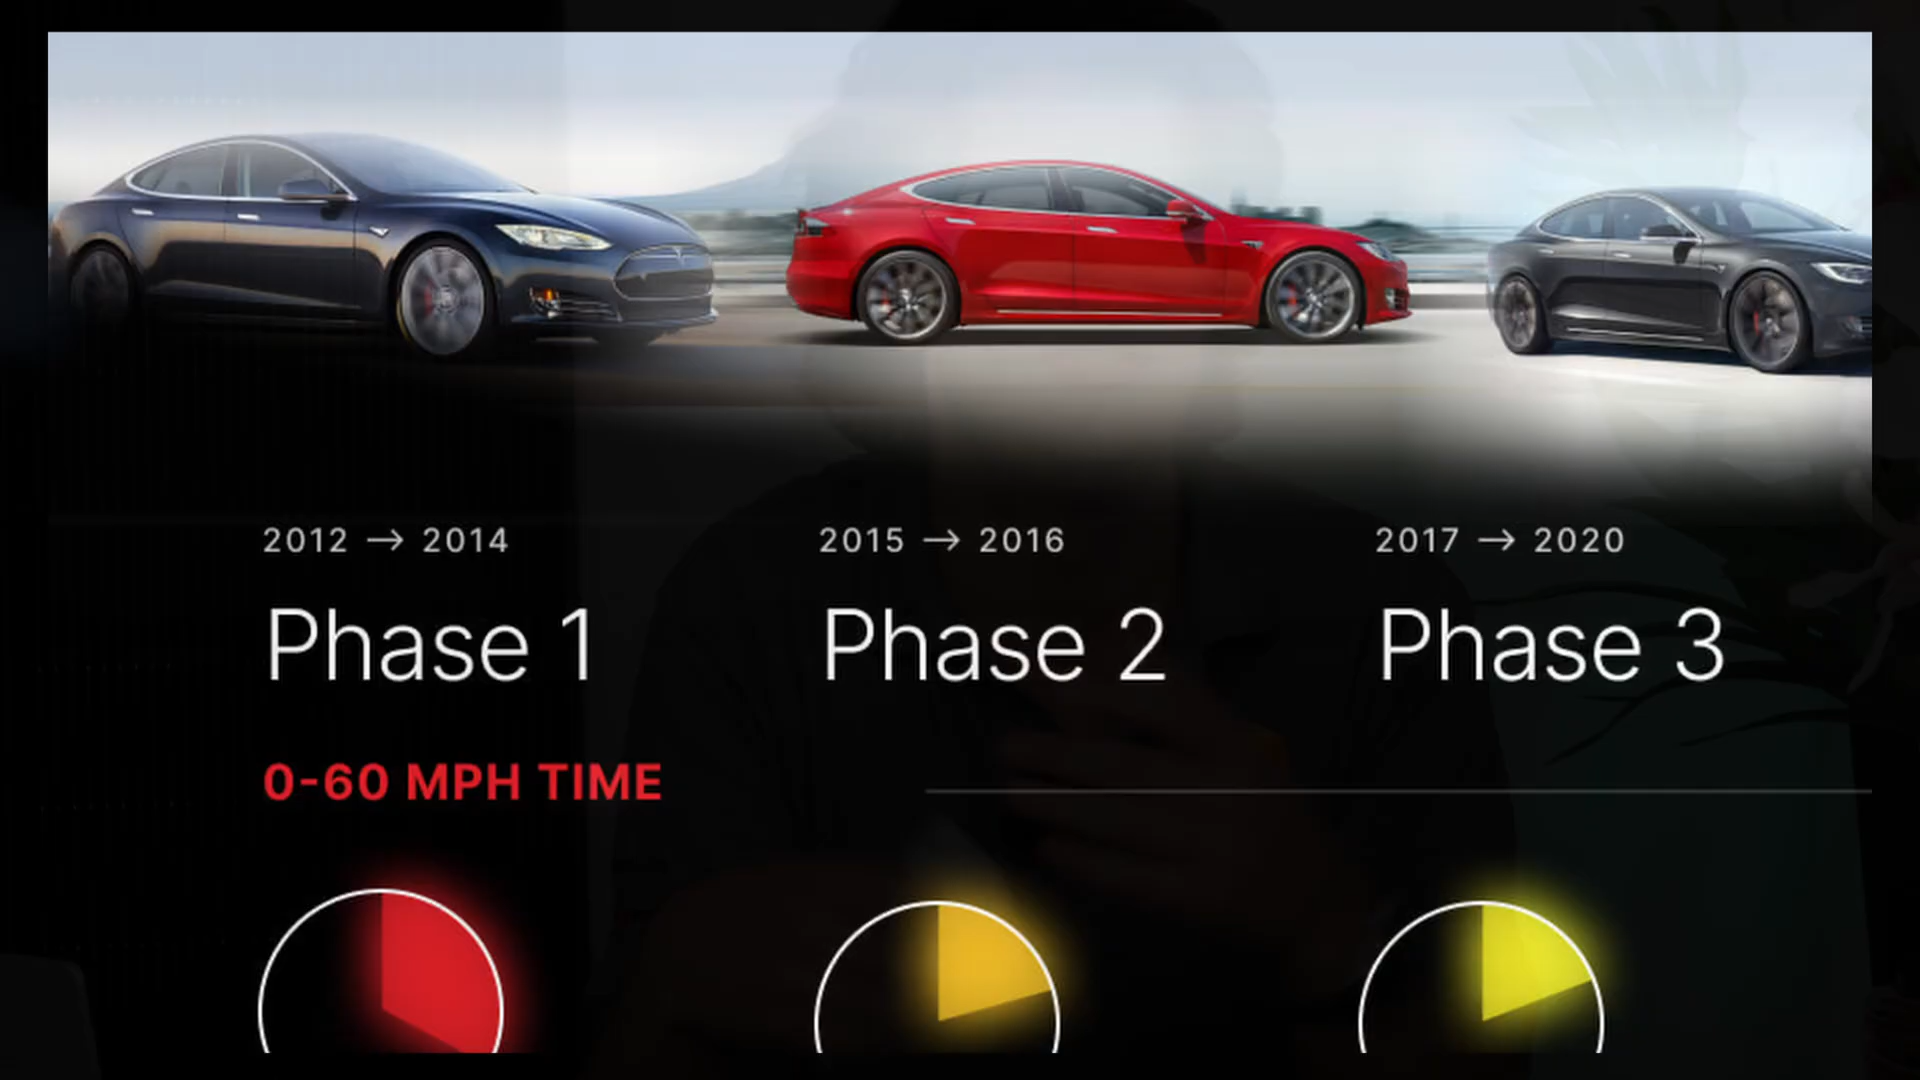 2012 → 2014
Phase 1
2015 → 2016
Phase 2
2017 → 2020
Phase 3
0-60 MPH TIME